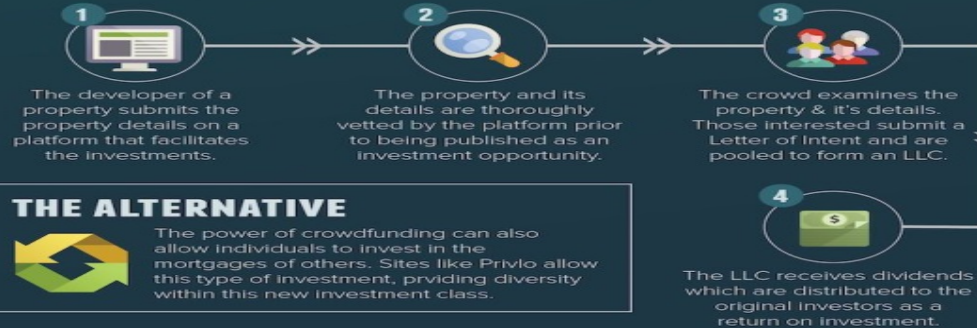 1
The developer of a
property submits the
property details on a
platform that facilitates
the investments.
2
The property and its
details are thoroughly
vetted by the platform prior
to being published as an
investment opportunity.
3
The crowd examines the
property & it's details.
Those interested submit a
Letter of Intent and are
pooled to form an LLC.
THE ALTERNATIVE
The power of crowdfunding can also
allow individuals to invest in the
mortgages of others. Sites like Privlo allow
this type of investment, prviding diversity
within this new investment class.
4
$
The LLC receives dividends
which are distributed to the
original investors as a
return on investment.